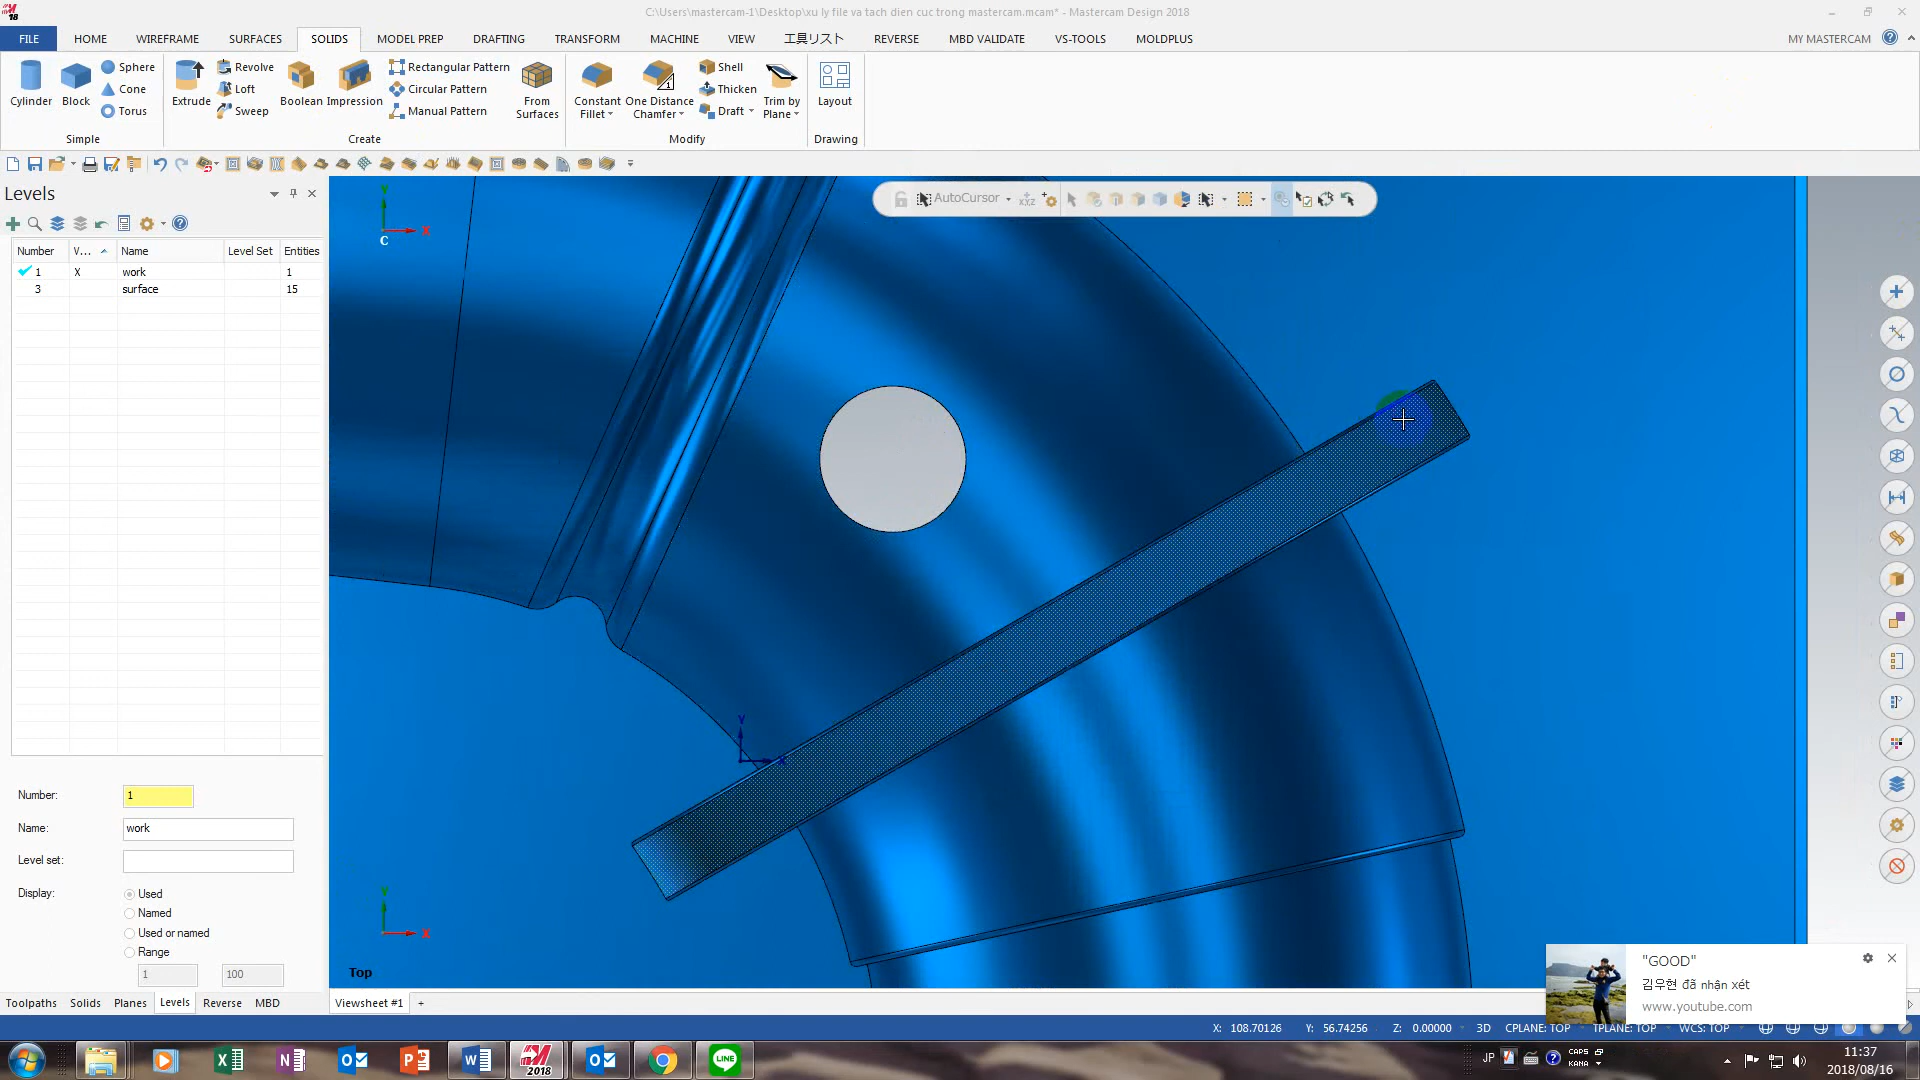 18
C:\Users\mastercam-1\Desktop\xu ly file va tach dien cuc trong mastercam.mcam* - Mastercam Design 2018
FILE HOME WIREFRAME SURFACES SOLIDS MODEL PREP DRAFTING TRANSFORM MACHINE VIEW 工具リスト REVERSE MBD VALIDATE VS-TOOLS MOLDPLUS MY MASTERCAM
Cylinder Block Sphere Cone Torus
Simple
Extrude Revolve Loft Sweep Boolean Impression Rectangular Pattern Circular Pattern Manual Pattern From Surfaces
Create
Constant Fillet One Distance Chamfer Shell Thicken Draft Trim by Plane
Modify
Layout
Drawing
Levels
AutoCursor
XYZ
Number V... Name Level Set Entities
1 X work 1
3 surface 15
Number: 1
Name: work
Level set:
Display: Used
Named
Used or named
Range
1 100
Toolpaths Solids Planes Levels Reverse MBD
Y
X
C
Y
X
Y
X
Top
Viewsheet #1 +
"GOOD"
김우현 đã nhận xét
www.youtube.com
X: 108.70126 Y: 56.74256 Z: 0.00000 3D CPLANE: TOP TPLANE: TOP WCS: TOP
2018
LINE
JP
CAPS
KANA
11:37
2018/08/16